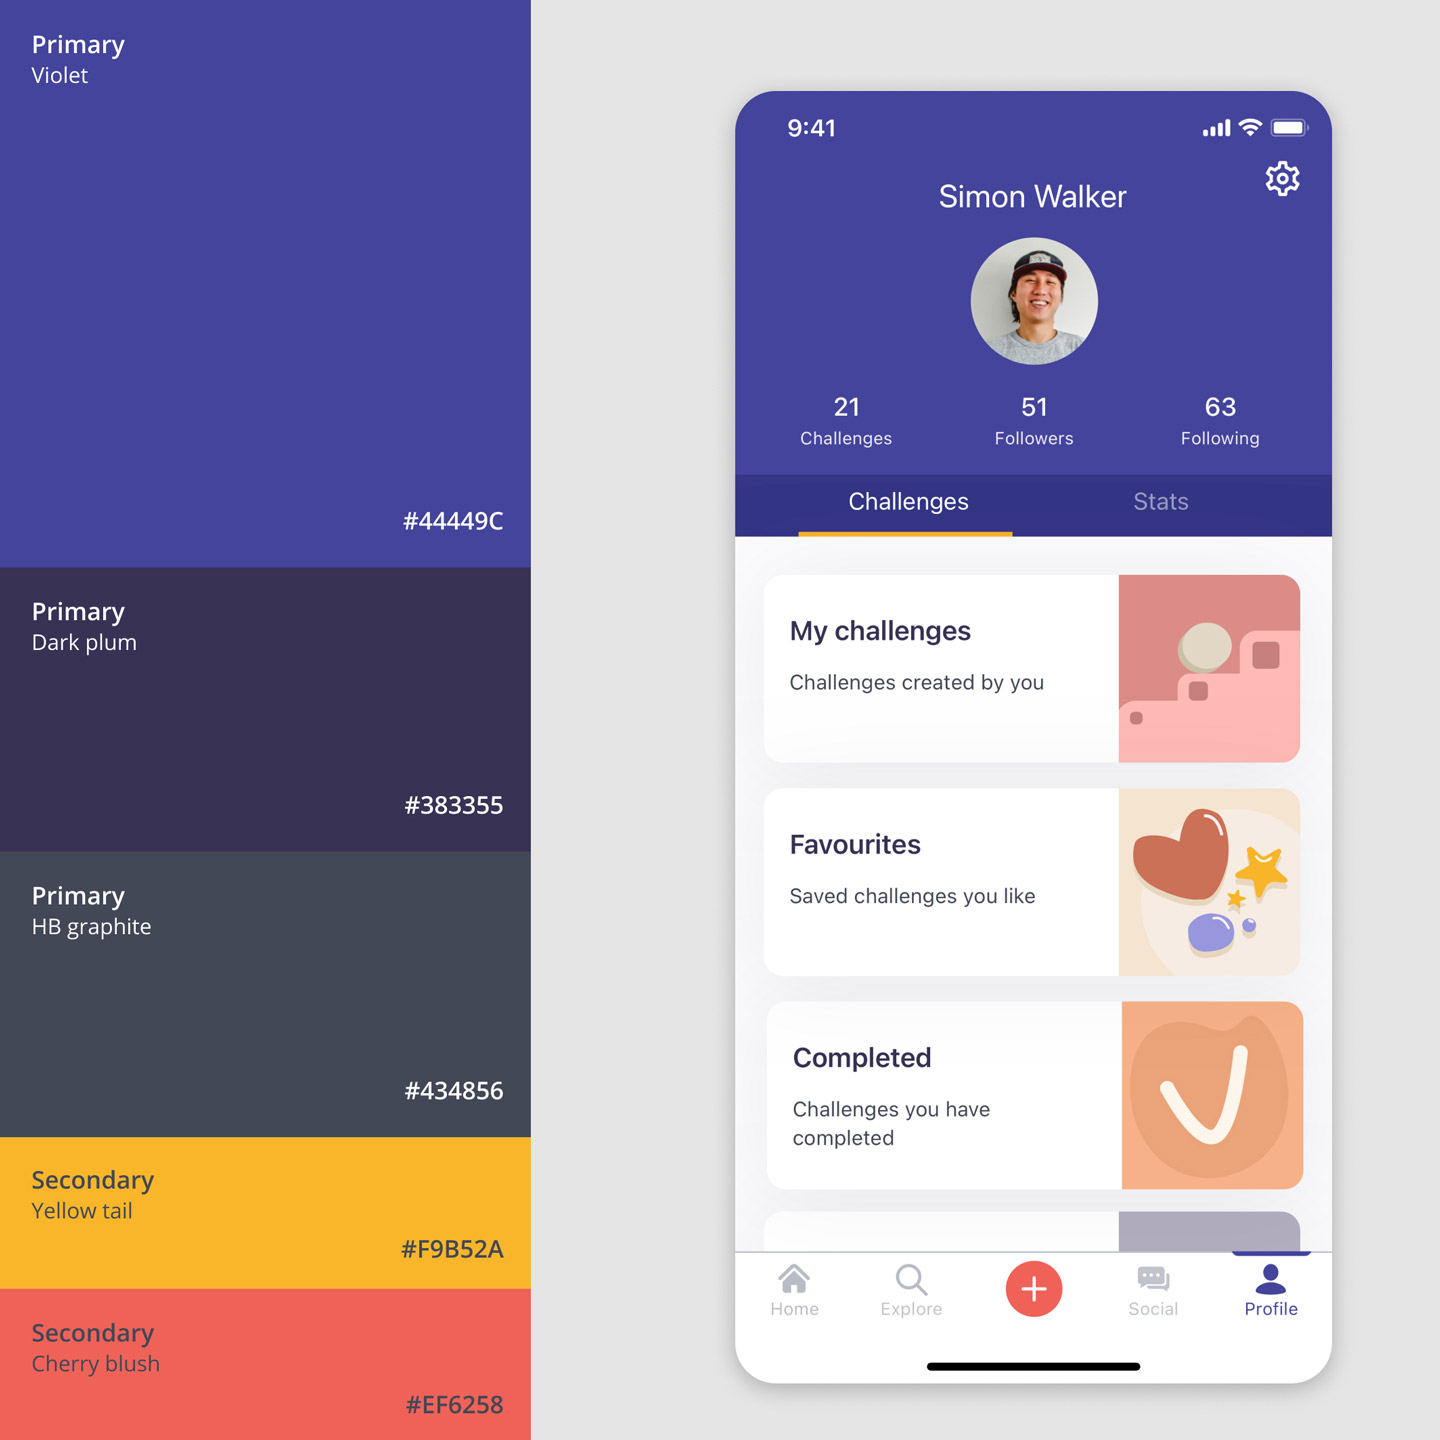 Primary
Violet
#44449C
Primary
Dark plum
#383355
Primary
HB graphite
#434856
Secondary
Yellow tail
#F9B52A
Secondary
Cherry blush
#EF6258
9:41
Simon Walker
21
51
63
Challenges
Followers
Following
Challenges
Stats
My challenges
Challenges created by you
Favourites
Saved challenges you like
Completed
Challenges you have
completed
Home
Explore
Social
Profile